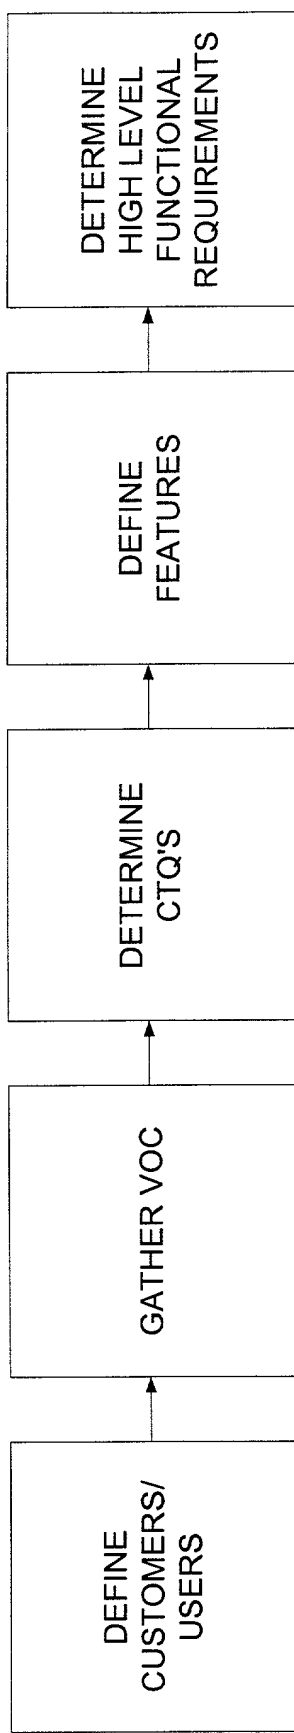 DEFINE
CUSTOMERS/
USERS
GATHER VOC
DETERMINE
CTQ'S
DEFINE
FEATURES
DETERMINE
HIGH LEVEL
FUNCTIONAL
REQUIREMENTS